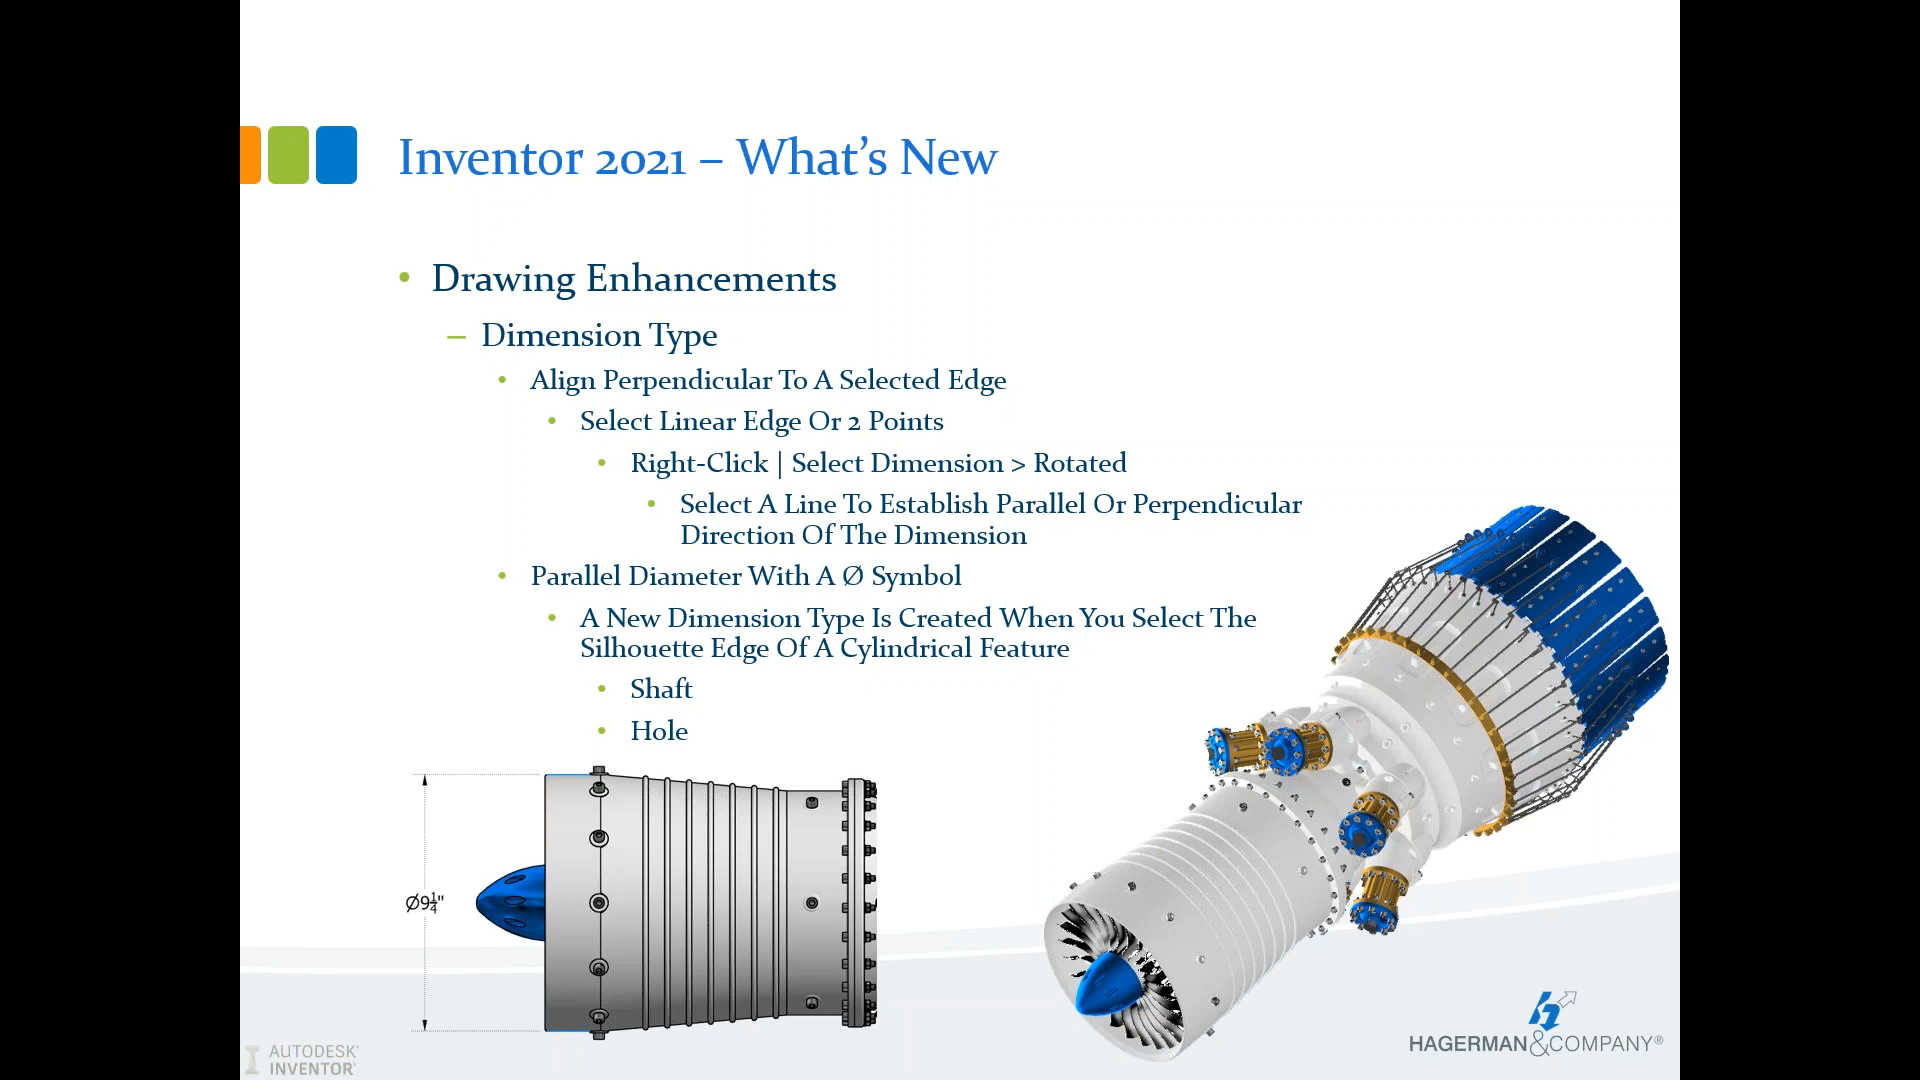 Inventor 2021 – What’s New
• Drawing Enhancements
– Dimension Type
• Align Perpendicular To A Selected Edge
• Select Linear Edge Or 2 Points
• Right-Click | Select Dimension > Rotated
• Select A Line To Establish Parallel Or Perpendicular
Direction Of The Dimension
• Parallel Diameter With A Ø Symbol
• A New Dimension Type Is Created When You Select The
Silhouette Edge Of A Cylindrical Feature
• Shaft
• Hole
Ø9¼"
HAGERMAN&COMPANY®
AUTODESK®
INVENTOR®